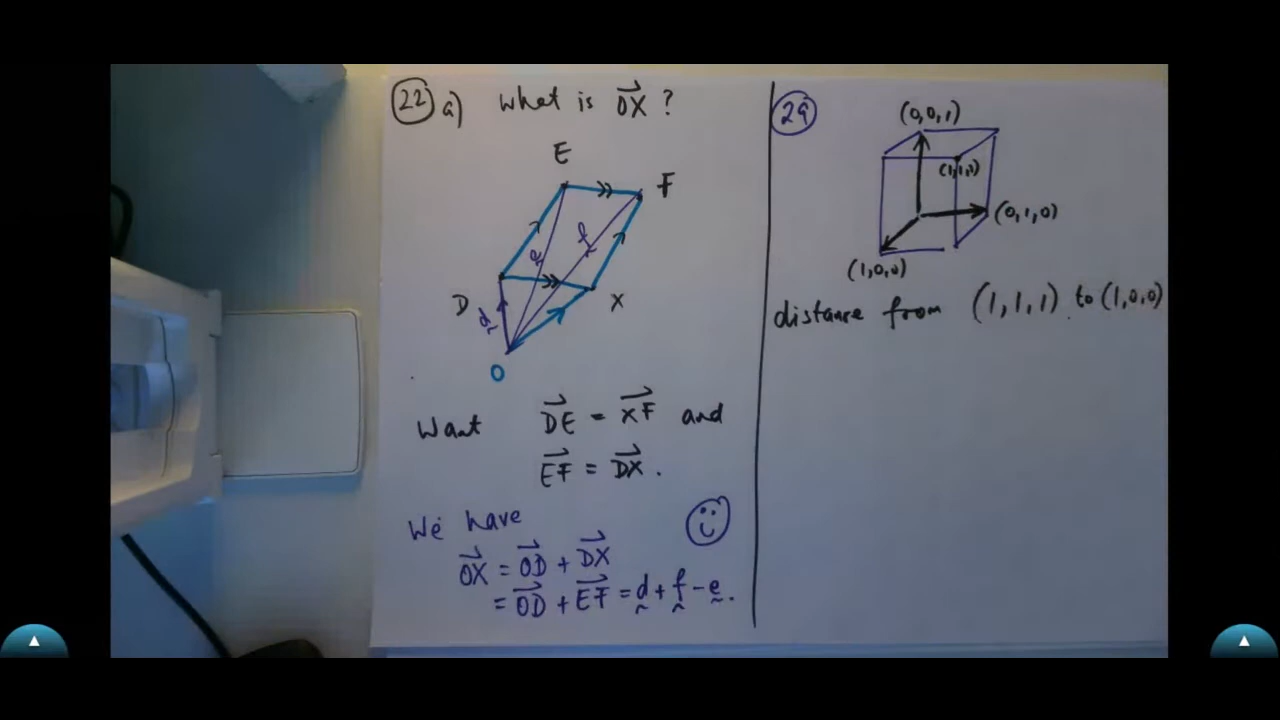 22 a) What is OX ?
E
F
e
f
D
d
X
O
Want DE = XF and
EF = DX .
We have
OX = OD + DX
= OD + EF = d + f - e .
29
(0,0,1)
(1,1,1)
(0,1,0)
(1,0,0)
distance from (1,1,1) to (1,0,0)